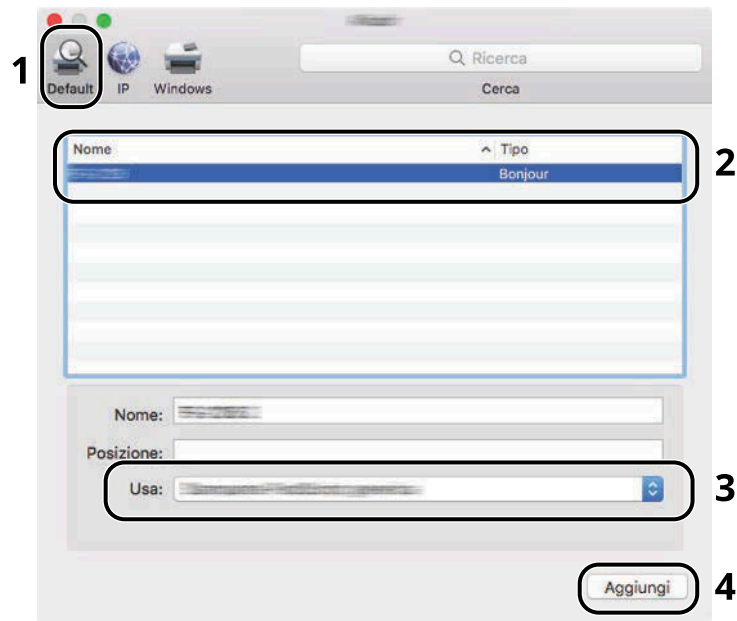 1
Default IP Windows
Ricerca
Cerca
Nome Tipo
Bonjour
2
Nome:
Posizione:
Usa:
3
Aggiungi
4